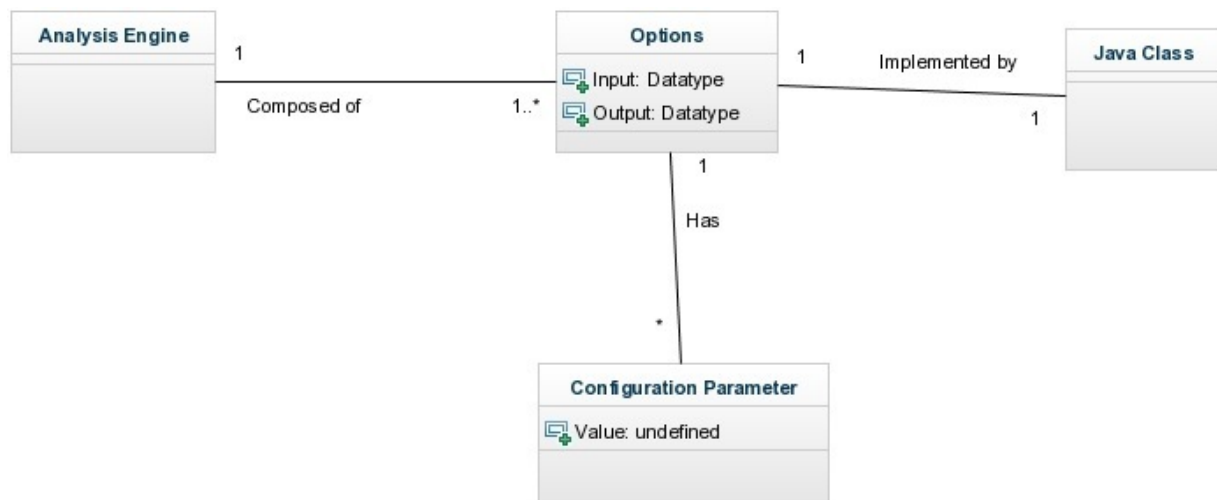 Analysis Engine
1
Composed of
1..*
Options
Input: Datatype
Output: Datatype
1
Implemented by
1
Java Class
1
Has
*
Configuration Parameter
Value: undefined